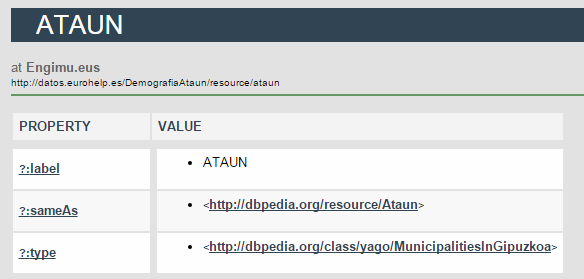 ATAUN
at Engimu.eus
http://datos.eurohelp.es/DemografiaAtaun/resource/ataun
PROPERTY VALUE
?:label • ATAUN
?:sameAs • <http://dbpedia.org/resource/Ataun>
?:type • <http://dbpedia.org/class/yago/MunicipalitiesInGipuzkoa>